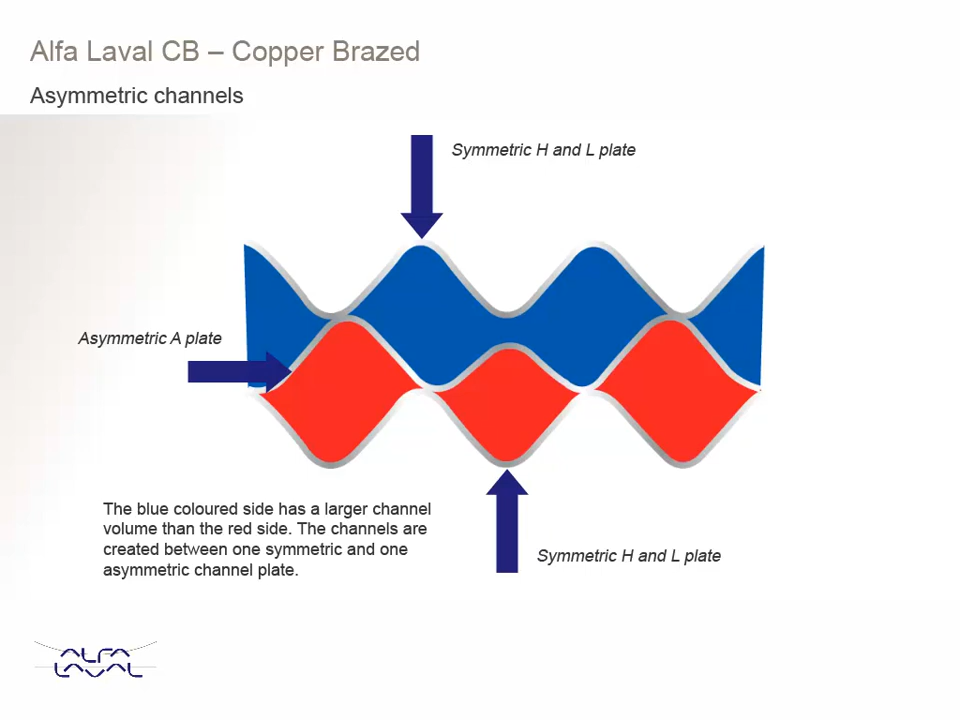 Alfa Laval CB – Copper Brazed
Asymmetric channels
Symmetric H and L plate
Asymmetric A plate
The blue coloured side has a larger channel
volume than the red side. The channels are
created between one symmetric and one
asymmetric channel plate.
Symmetric H and L plate
ALFA
LAVAL